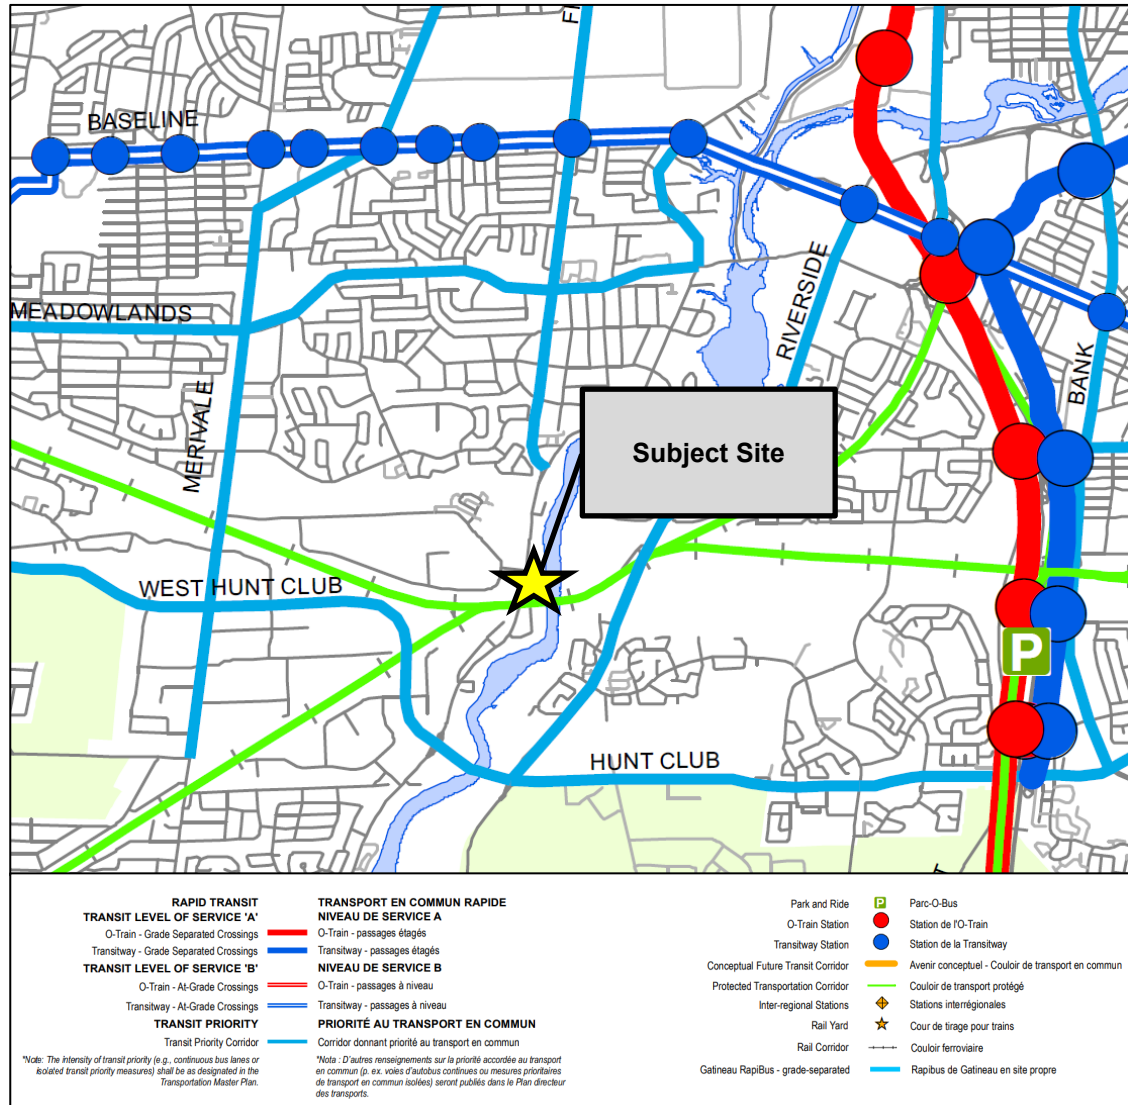 FI
BASELINE
RIVERSIDE
MEADOWLANDS
BANK
MERIVALE
Subject Site
WEST HUNT CLUB
P
HUNT CLUB
T
RAPID TRANSIT
TRANSIT LEVEL OF SERVICE 'A'
O-Train - Grade Separated Crossings
Transitway - Grade Separated Crossings
TRANSIT LEVEL OF SERVICE 'B'
O-Train - At-Grade Crossings
Transitway - At-Grade Crossings
TRANSIT PRIORITY
Transit Priority Corridor
*Note: The intensity of transit priority (e.g., continuous bus lanes or
isolated transit priority measures) shall be as designated in the
Transportation Master Plan.
TRANSPORT EN COMMUN RAPIDE
NIVEAU DE SERVICE A
O-Train - passages étagés
Transitway - passages étagés
NIVEAU DE SERVICE B
O-Train - passages à niveau
Transitway - passages à niveau
PRIORITÉ AU TRANSPORT EN COMMUN
Corridor donnant priorité au transport en commun
*Nota : D'autres renseignements sur la priorité accordée au transport
en commun (p. ex. voies d'autobus continues ou mesures prioritaires
de transport en commun isolées) seront publiés dans le Plan directeur
des transports.
Park and Ride P Parc-O-Bus
O-Train Station Station de l'O-Train
Transitway Station Station de la Transitway
Conceptual Future Transit Corridor Avenir conceptuel - Couloir de transport en commun
Protected Transportation Corridor Couloir de transport protégé
Inter-regional Stations Stations interrégionales
Rail Yard Cour de tirage pour trains
Rail Corridor Couloir ferroviaire
Gatineau RapiBus - grade-separated Rapibus de Gatineau en site propre